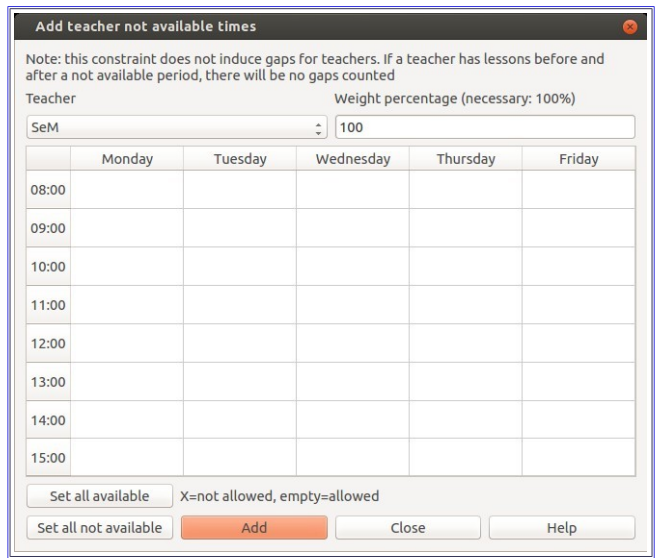 Add teacher not available times
Note: this constraint does not induce gaps for teachers. If a teacher has lessons before and
after a not available period, there will be no gaps counted
Teacher Weight percentage (necessary: 100%)
SeM 100
Monday Tuesday Wednesday Thursday Friday
08:00
09:00
10:00
11:00
12:00
13:00
14:00
15:00
Set all available X=not allowed, empty=allowed
Set all not available Add Close Help